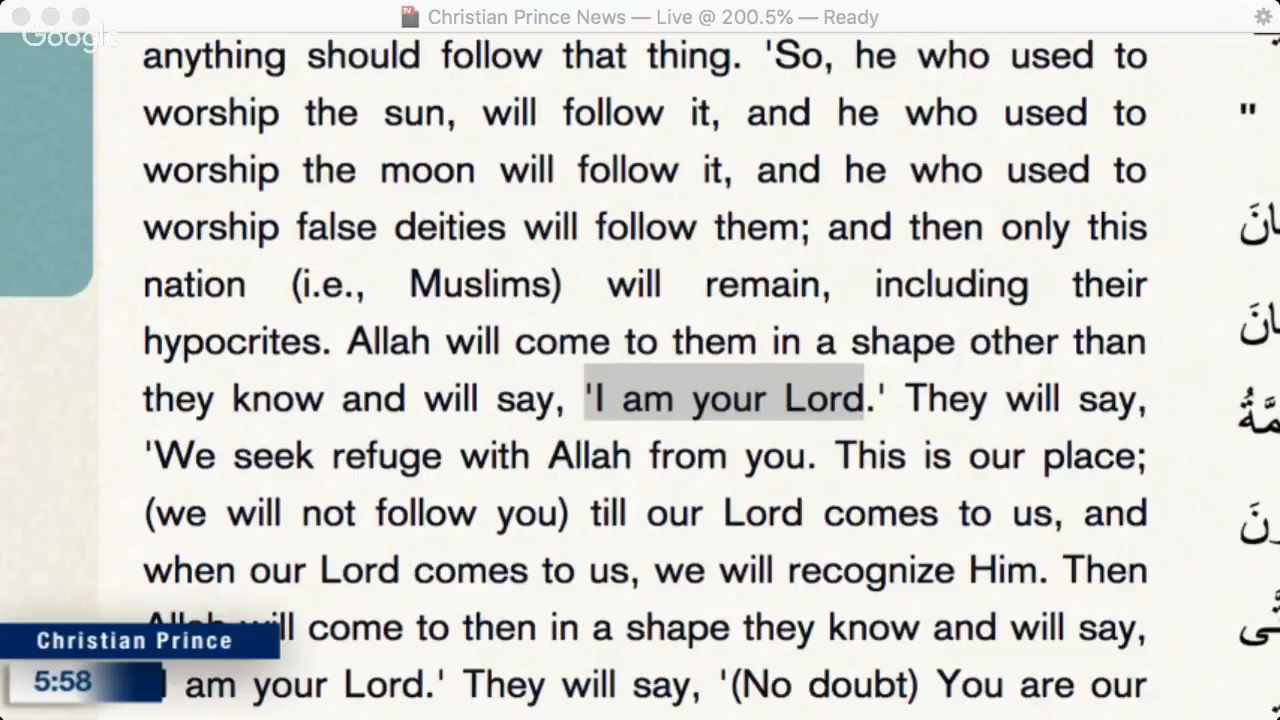 Christian Prince News — Live @ 200.5% — Ready
Google
anything should follow that thing. 'So, he who used to
worship the sun, will follow it, and he who used to
worship the moon will follow it, and he who used to
worship false deities will follow them; and then only this
nation (i.e., Muslims) will remain, including their
hypocrites. Allah will come to them in a shape other than
they know and will say, 'I am your Lord.' They will say,
'We seek refuge with Allah from you. This is our place;
(we will not follow you) till our Lord comes to us, and
when our Lord comes to us, we will recognize Him. Then
Allah will come to then in a shape they know and will say,
I am your Lord.' They will say, '(No doubt) You are our
Christian Prince
5:58